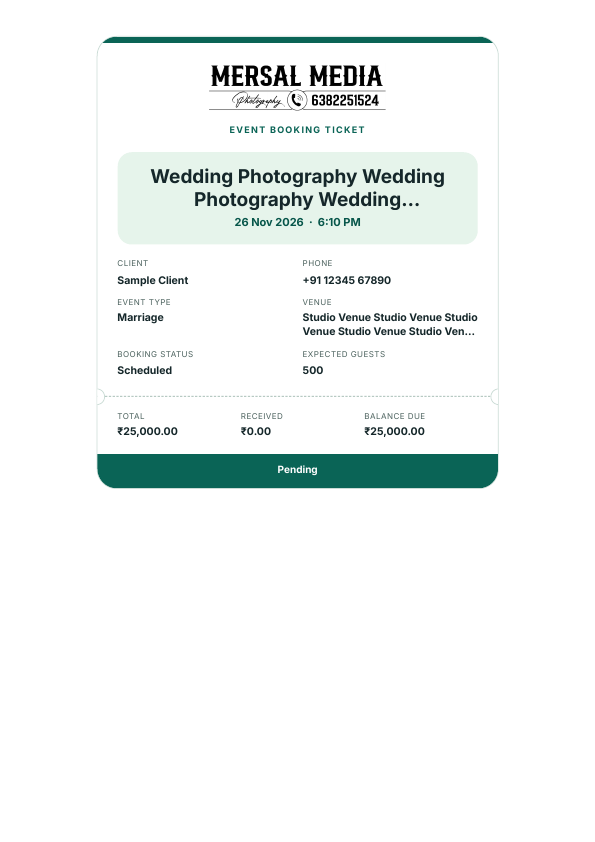 MERSAL MEDIA
Photography 6382251524
EVENT BOOKING TICKET
Wedding Photography Wedding
Photography Wedding...
26 Nov 2026 · 6:10 PM
CLIENT PHONE
Sample Client +91 12345 67890
EVENT TYPE VENUE
Marriage Studio Venue Studio Venue Studio
Venue Studio Venue Studio Ven...
BOOKING STATUS EXPECTED GUESTS
Scheduled 500
TOTAL RECEIVED BALANCE DUE
₹25,000.00 ₹0.00 ₹25,000.00
Pending